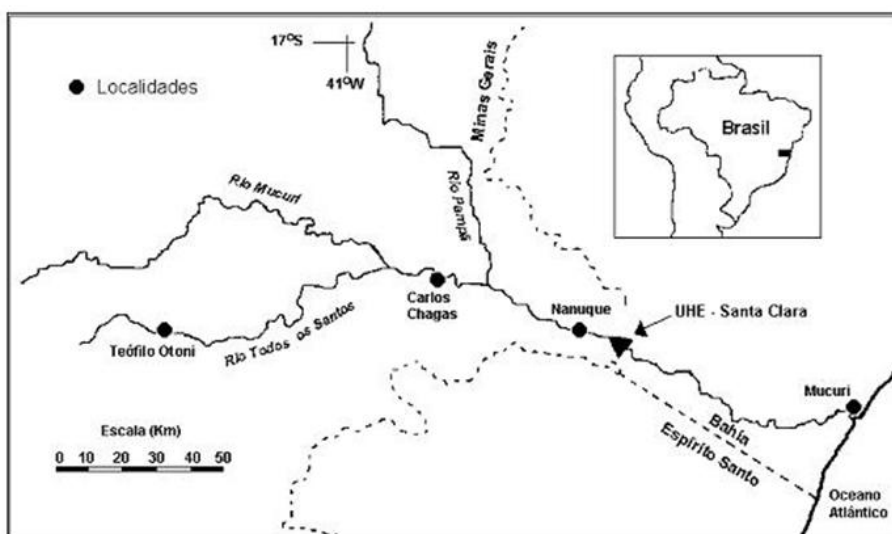 17°S
41°W
Localidades
Minas Gerais
Brasil
Rio Mucuri
Rio Pampã
Carlos
Chagas
Nanuque
UHE - Santa Clara
Teófilo Otoni
Rio Todos os Santos
Mucuri
Bahia
Espírito Santo
Escala (Km)
0 10 20 30 40 50
Oceano
Atlántico